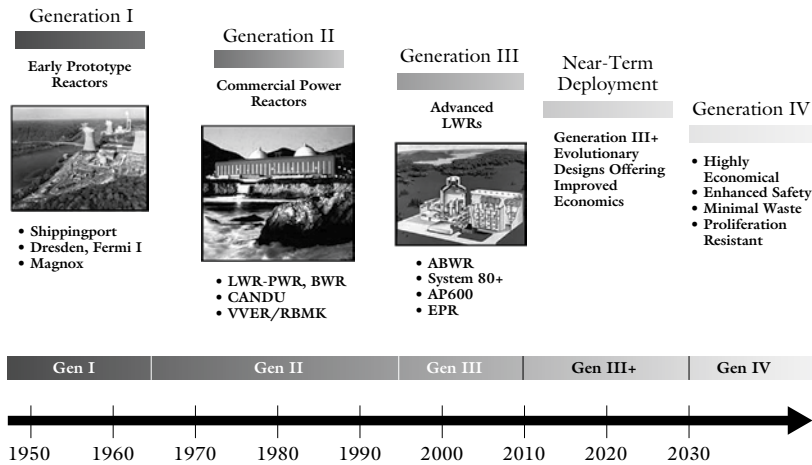 Generation I
Early Prototype
Reactors
• Shippingport
• Dresden, Fermi I
• Magnox
Generation II
Commercial Power
Reactors
• LWR-PWR, BWR
• CANDU
• VVER/RBMK
Generation III
Advanced
LWRs
• ABWR
• System 80+
• AP600
• EPR
Near-Term
Deployment
Generation III+
Evolutionary
Designs Offering
Improved
Economics
Generation IV
• Highly
Economical
• Enhanced Safety
• Minimal Waste
• Proliferation
Resistant
Gen I Gen II Gen III Gen III+ Gen IV
1950 1960 1970 1980 1990 2000 2010 2020 2030